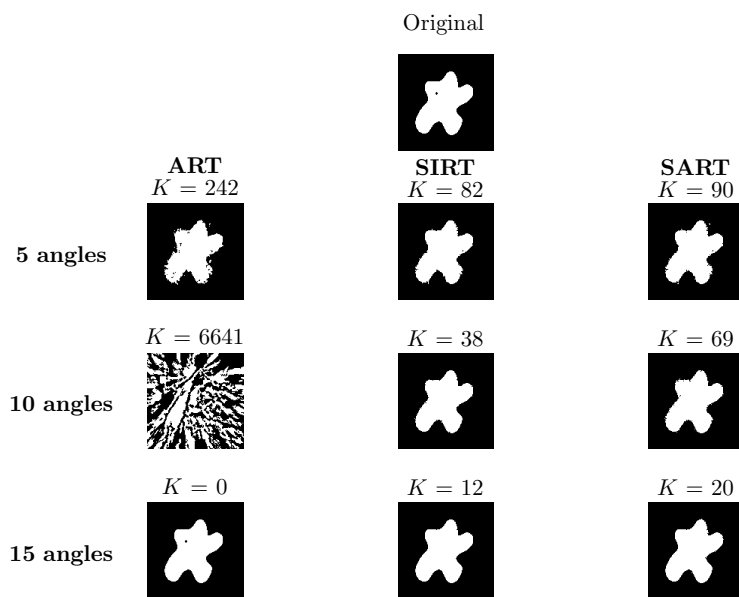 Original
ART SIRT SART
K = 242 K = 82 K = 90
5 angles
K = 6641 K = 38 K = 69
10 angles
K = 0 K = 12 K = 20
15 angles